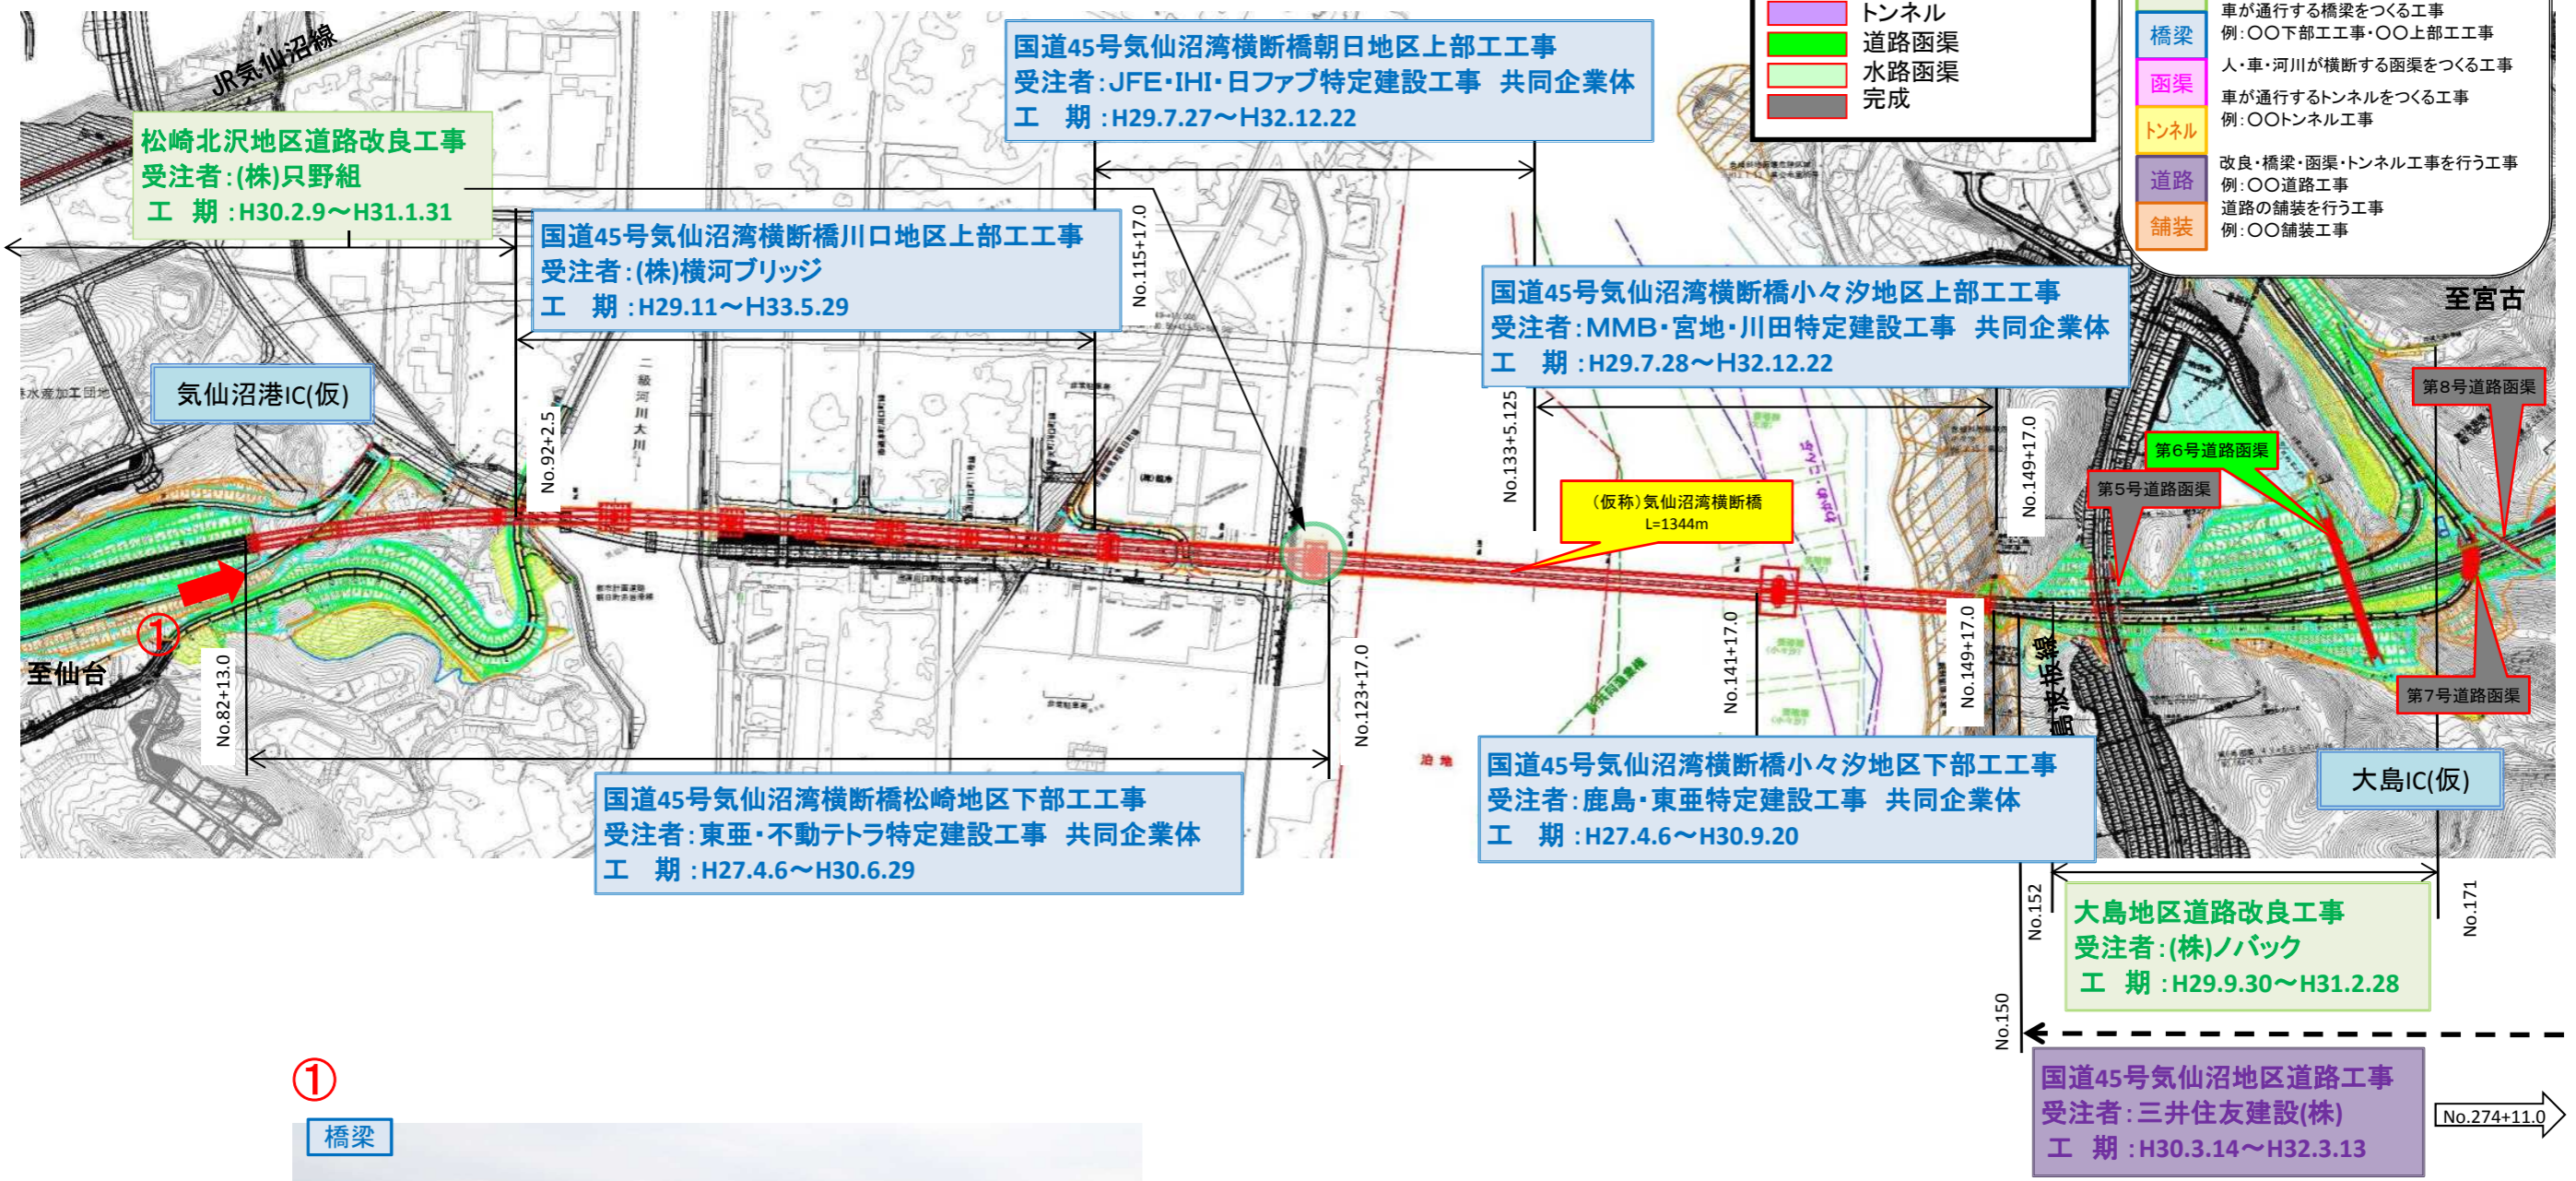 JR気仙沼線
松崎北沢地区道路改良工事
受注者:(株)只野組
工 期:H30.2.9～H31.1.31
国道45号気仙沼湾横断橋朝日地区上部工工事
受注者:JFE・IHI・日ファブ特定建設工事 共同企業体
工 期:H29.7.27～H32.12.22
トンネル
道路函渠
水路函渠
完成
車が通行する橋梁をつくる工事
橋梁
例:○○下部工工事・○○上部工工事
函渠
人・車・河川が横断する函渠をつくる工事
車が通行するトンネルをつくる工事
トンネル
例:○○トンネル工事
改良・橋梁・函渠・トンネル工事を行う工事
道路
例:○○道路工事
道路の舗装を行う工事
舗装
例:○○舗装工事
国道45号気仙沼湾横断橋川口地区上部工工事
受注者:(株)横河ブリッジ
工 期:H29.11～H33.5.29
No.115+17.0
国道45号気仙沼湾横断橋小々汐地区上部工工事
受注者:MMB・宮地・川田特定建設工事 共同企業体
工 期:H29.7.28～H32.12.22
至宮古
気仙沼港IC(仮)
水産加工団地
二級河川大川
No.92+2.5
No.133+5.125
No.149+17.0
わかめ・こんぶ
第8号道路函渠
第6号道路函渠
第5号道路函渠
(仮称)気仙沼湾横断橋
L=1344m
①
至仙台
No.82+13.0
No.123+17.0
No.141+17.0
No.149+17.0
島波板線
第7号道路函渠
泊地
大島IC(仮)
国道45号気仙沼湾横断橋松崎地区下部工工事
受注者:東亜・不動テトラ特定建設工事 共同企業体
工 期:H27.4.6～H30.6.29
国道45号気仙沼湾横断橋小々汐地区下部工工事
受注者:鹿島・東亜特定建設工事 共同企業体
工 期:H27.4.6～H30.9.20
No.152
No.171
大島地区道路改良工事
受注者:(株)ノバック
工 期:H29.9.30～H31.2.28
No.150
国道45号気仙沼地区道路工事
受注者:三井住友建設(株)
工 期:H30.3.14～H32.3.13
No.274+11.0
①
橋梁